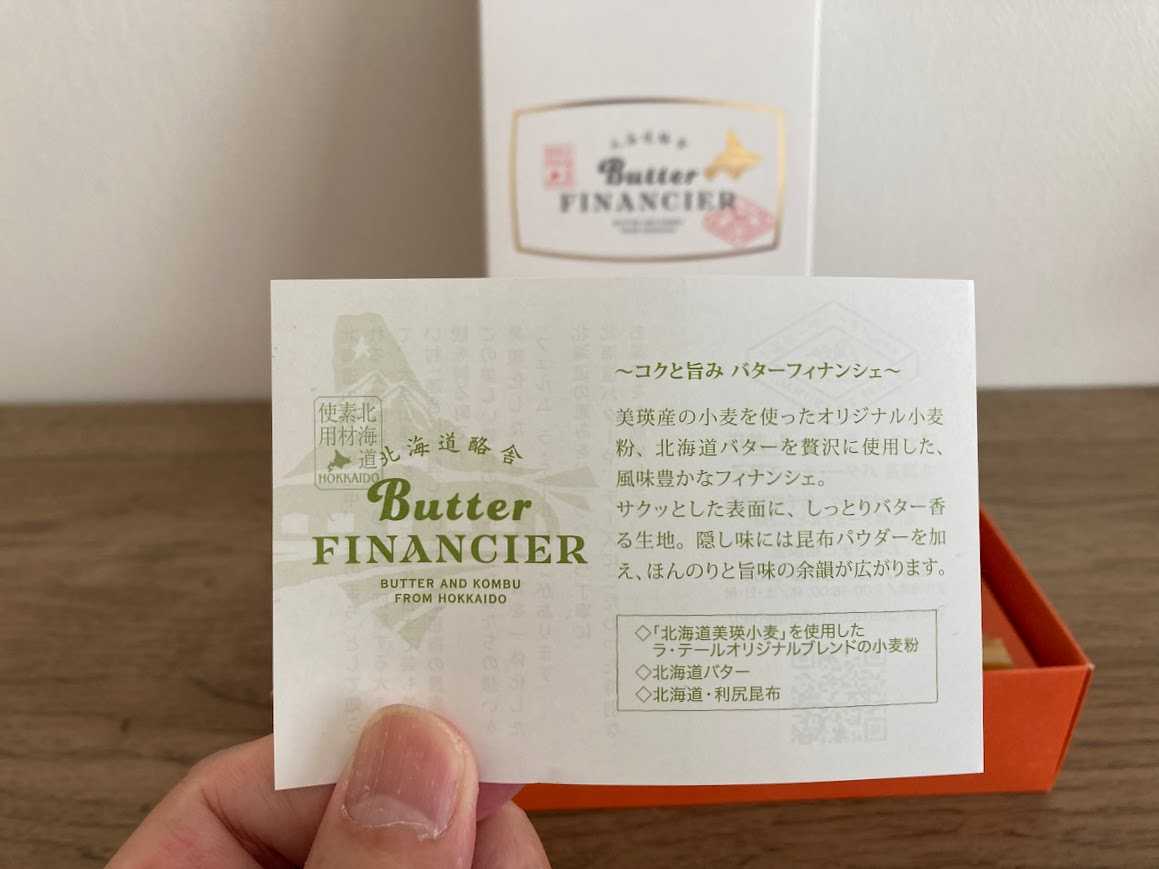 Butter
FINANCIER
北海道
素材
使用
HOKKAIDO
北海道酪舎
Butter
FINANCIER
BUTTER AND KOMBU
FROM HOKKAIDO
～コクと旨み バターフィナンシェ～
美瑛産の小麦を使ったオリジナル小麦
粉、北海道バターを贅沢に使用した、
風味豊かなフィナンシェ。
サクッとした表面に、しっとりバター香
る生地。隠し味には昆布パウダーを加
え、ほんのりと旨味の余韻が広がります。
◇「北海道美瑛小麦」を使用した
ラ・テールオリジナルブレンドの小麦粉
◇北海道バター
◇北海道・利尻昆布